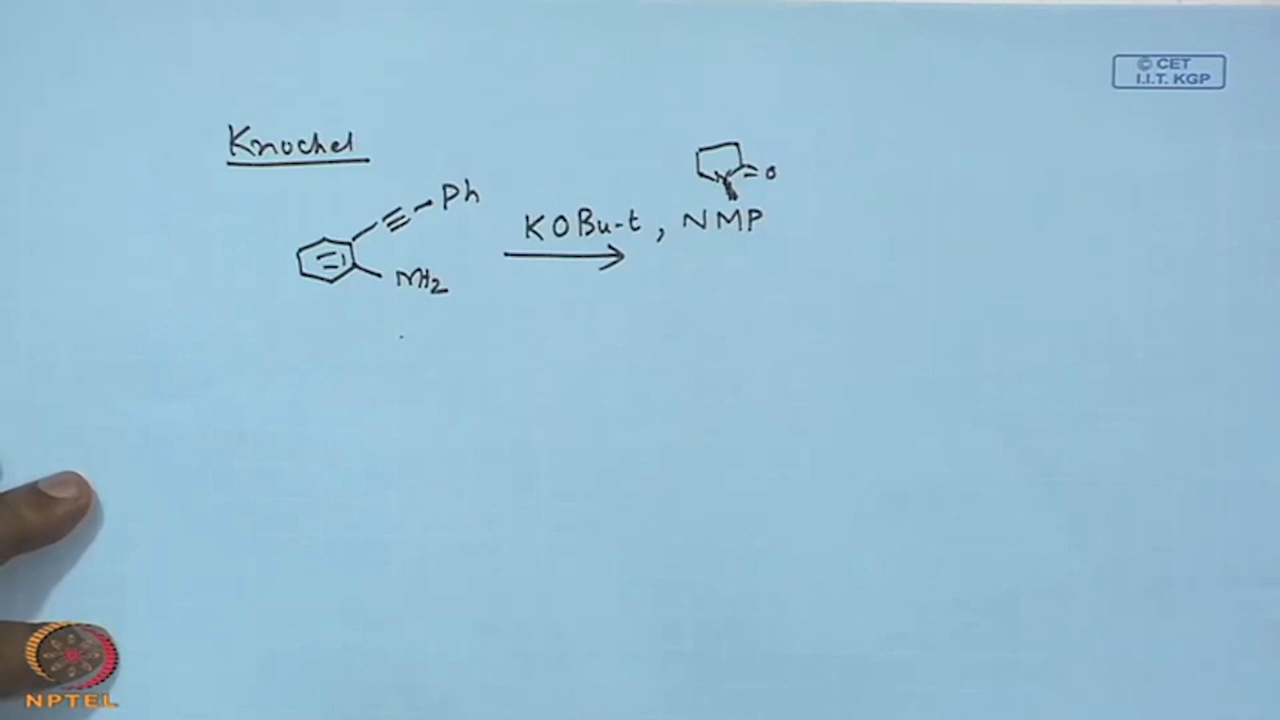 © CET
I.I.T. KGP
Knochel
O
N
Ph
KOBu-t, NMP
NH2
NPTEL